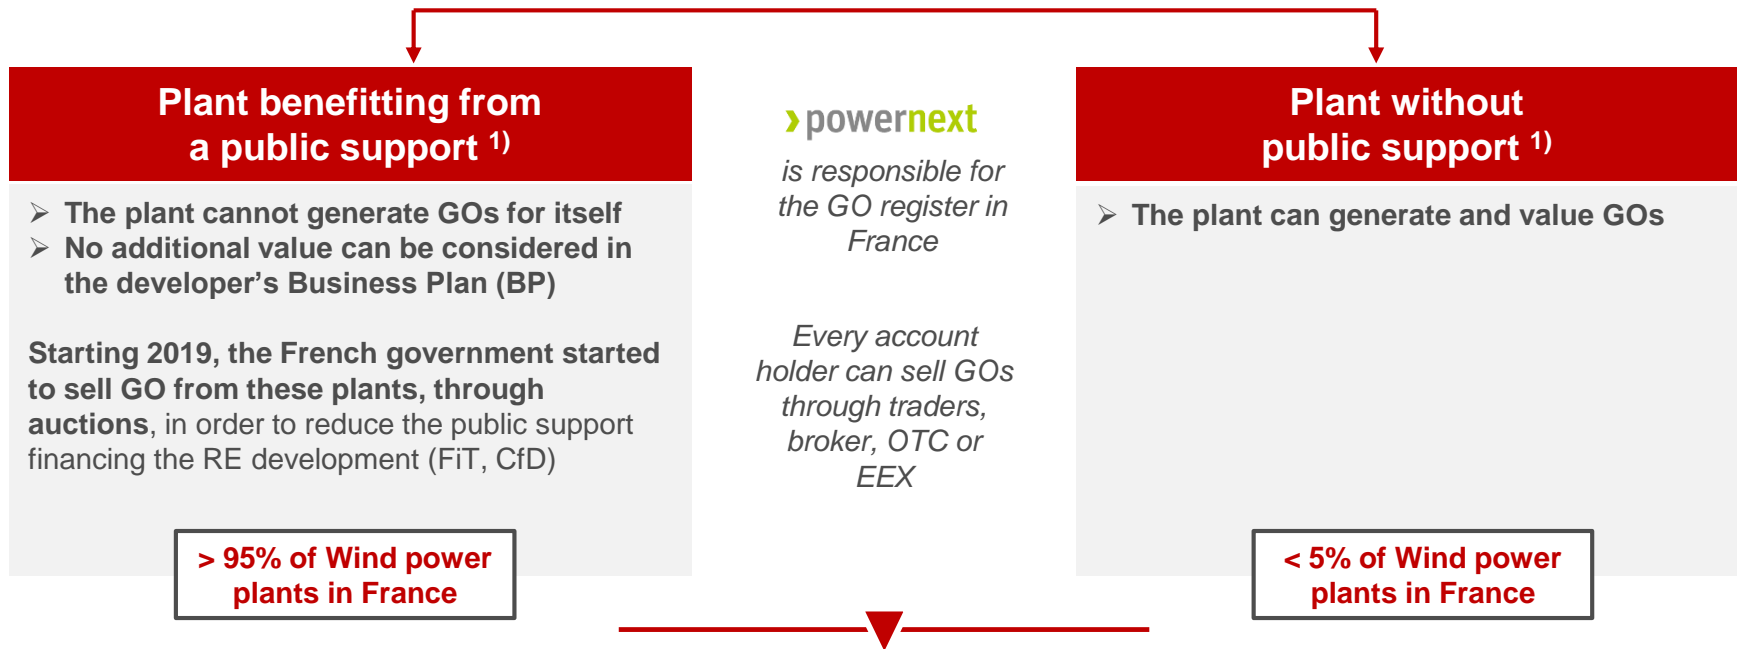 Plant benefitting from
a public support 1)
➢ The plant cannot generate GOs for itself
➢ No additional value can be considered in
the developer’s Business Plan (BP)
Starting 2019, the French government started
to sell GO from these plants, through
auctions, in order to reduce the public support
financing the RE development (FiT, CfD)
> 95% of Wind power
plants in France
powernext
is responsible for
the GO register in
France
Every account
holder can sell GOs
through traders,
broker, OTC or
EEX
Plant without
public support 1)
➢ The plant can generate and value GOs
< 5% of Wind power
plants in France